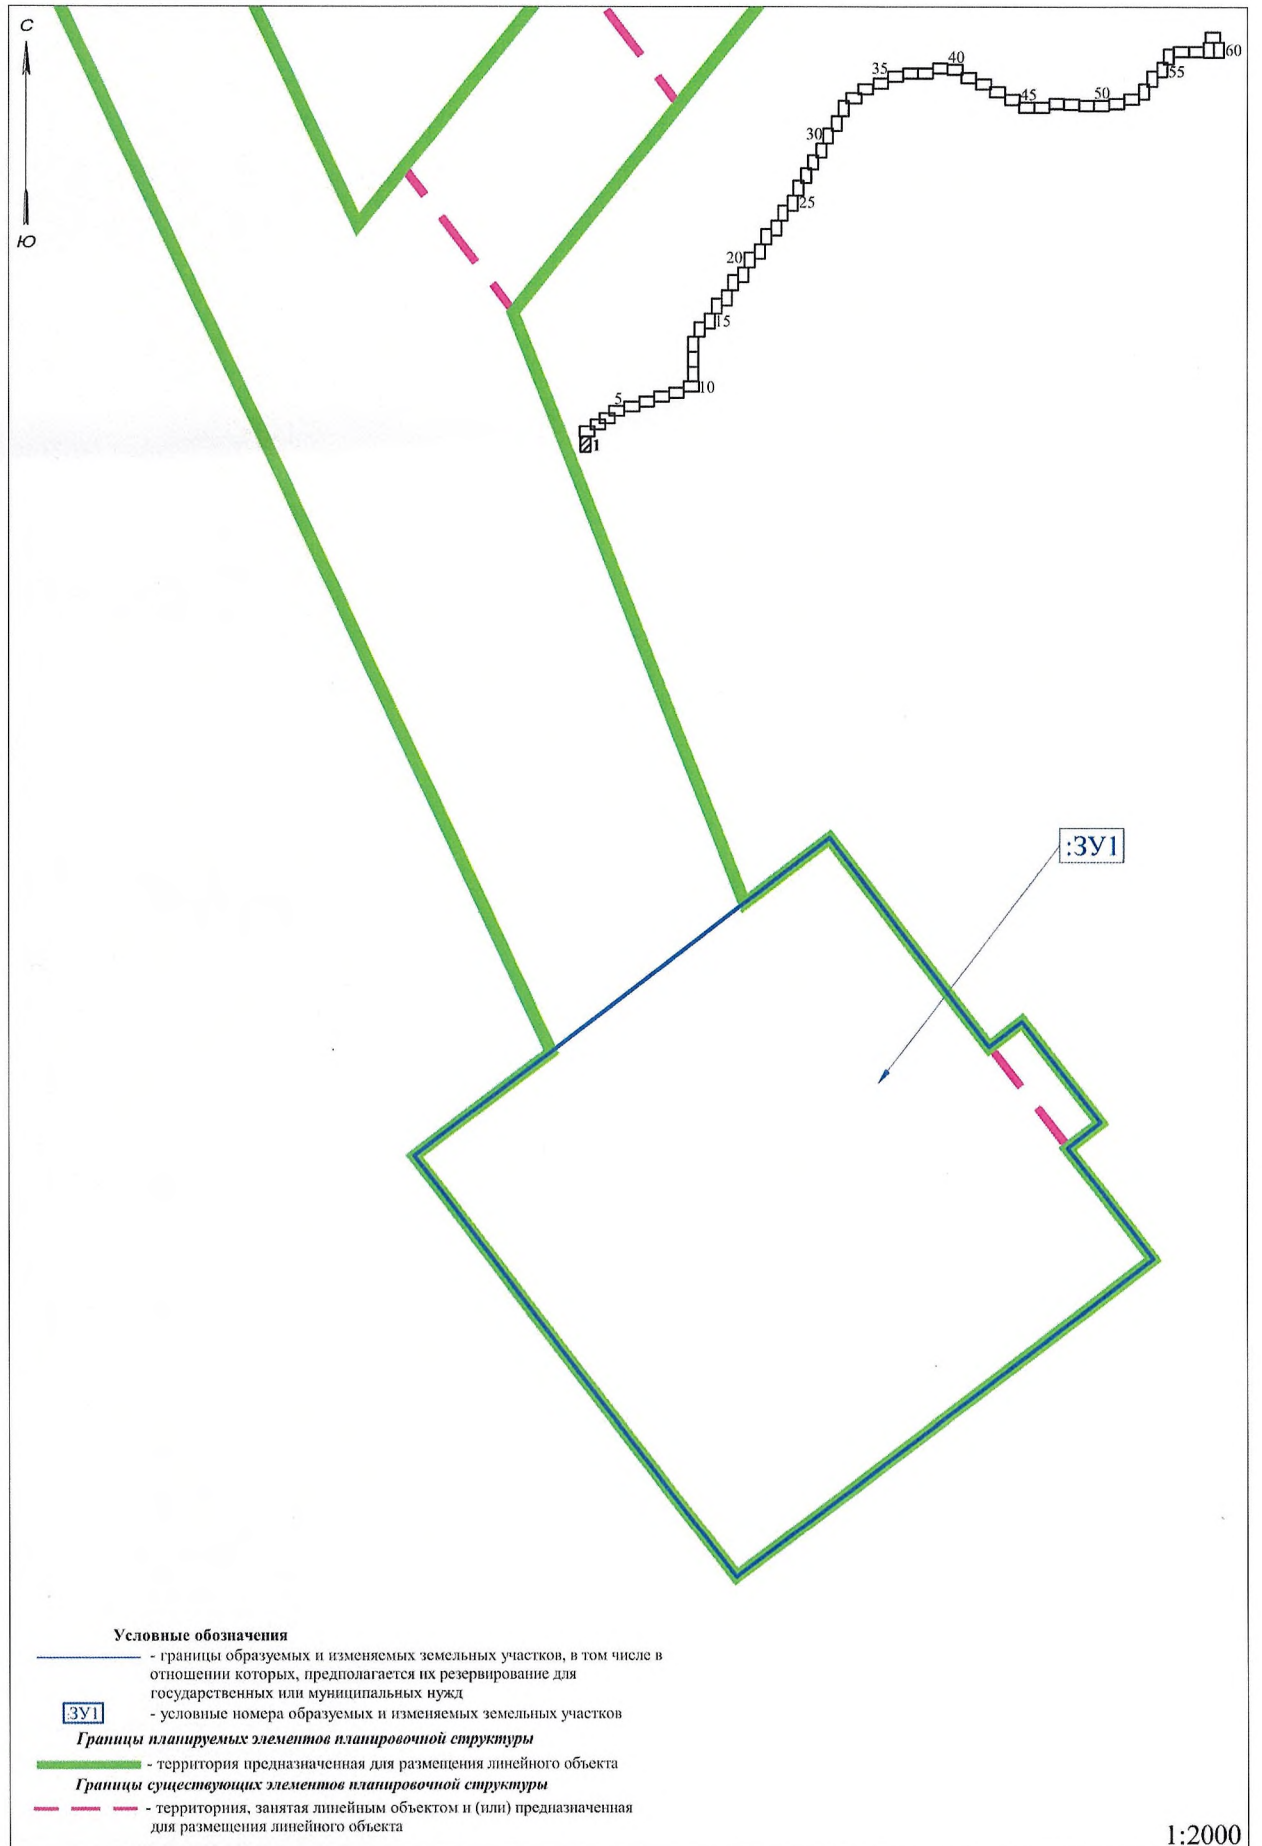 С
Ю
60
55
50
45
40
35
30
25
20
15
10
5
1
:ЗУ1
Условные обозначения
- границы образуемых и изменяемых земельных участков, в том числе в
отношении которых, предполагается их резервирование для
государственных или муниципальных нужд
:ЗУ1 - условные номера образуемых и изменяемых земельных участков
Границы планируемых элементов планировочной структуры
- территория предназначенная для размещения линейного объекта
Границы существующих элементов планировочной структуры
- территорния, занятая линейным объектом и (или) предназначенная
для размещения линейного объекта
1:2000